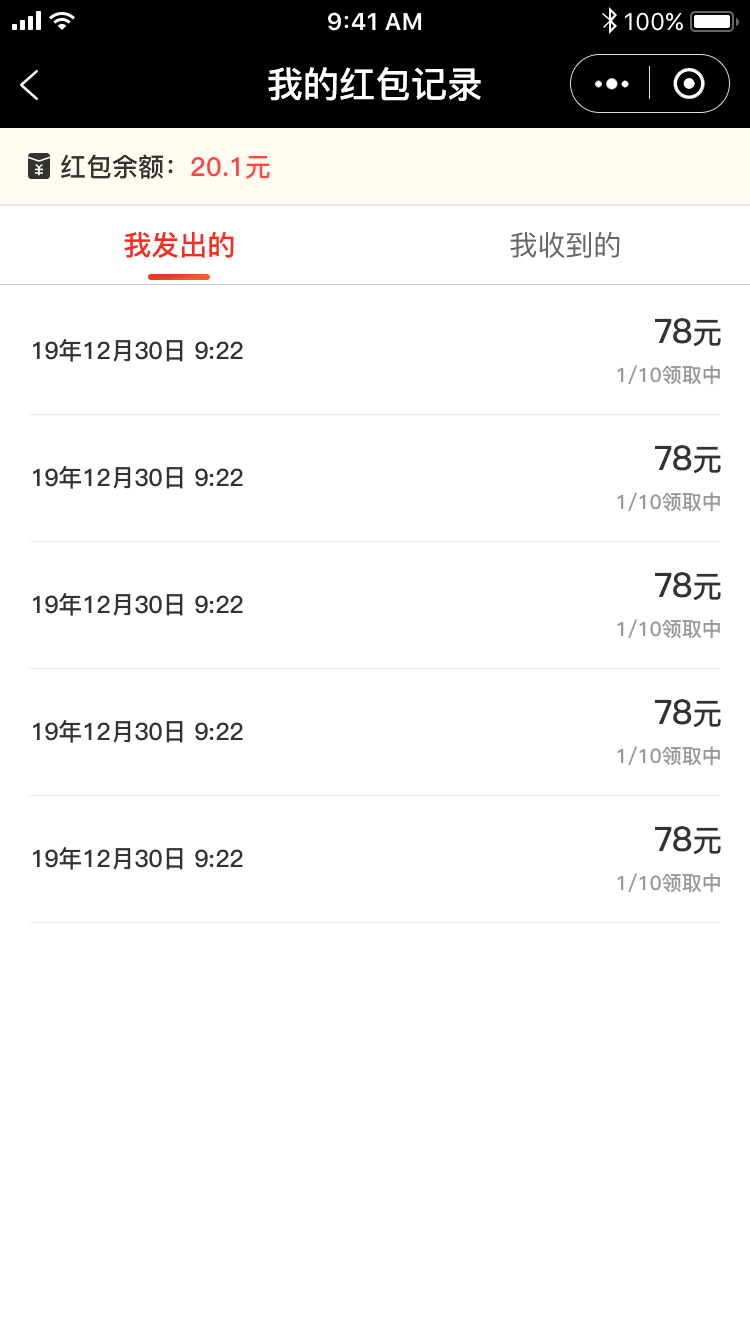 9:41 AM
100%
我的红包记录
红包余额：20.1元
我发出的
我收到的
19年12月30日 9:22
78元
1/10领取中
19年12月30日 9:22
78元
1/10领取中
19年12月30日 9:22
78元
1/10领取中
19年12月30日 9:22
78元
1/10领取中
19年12月30日 9:22
78元
1/10领取中